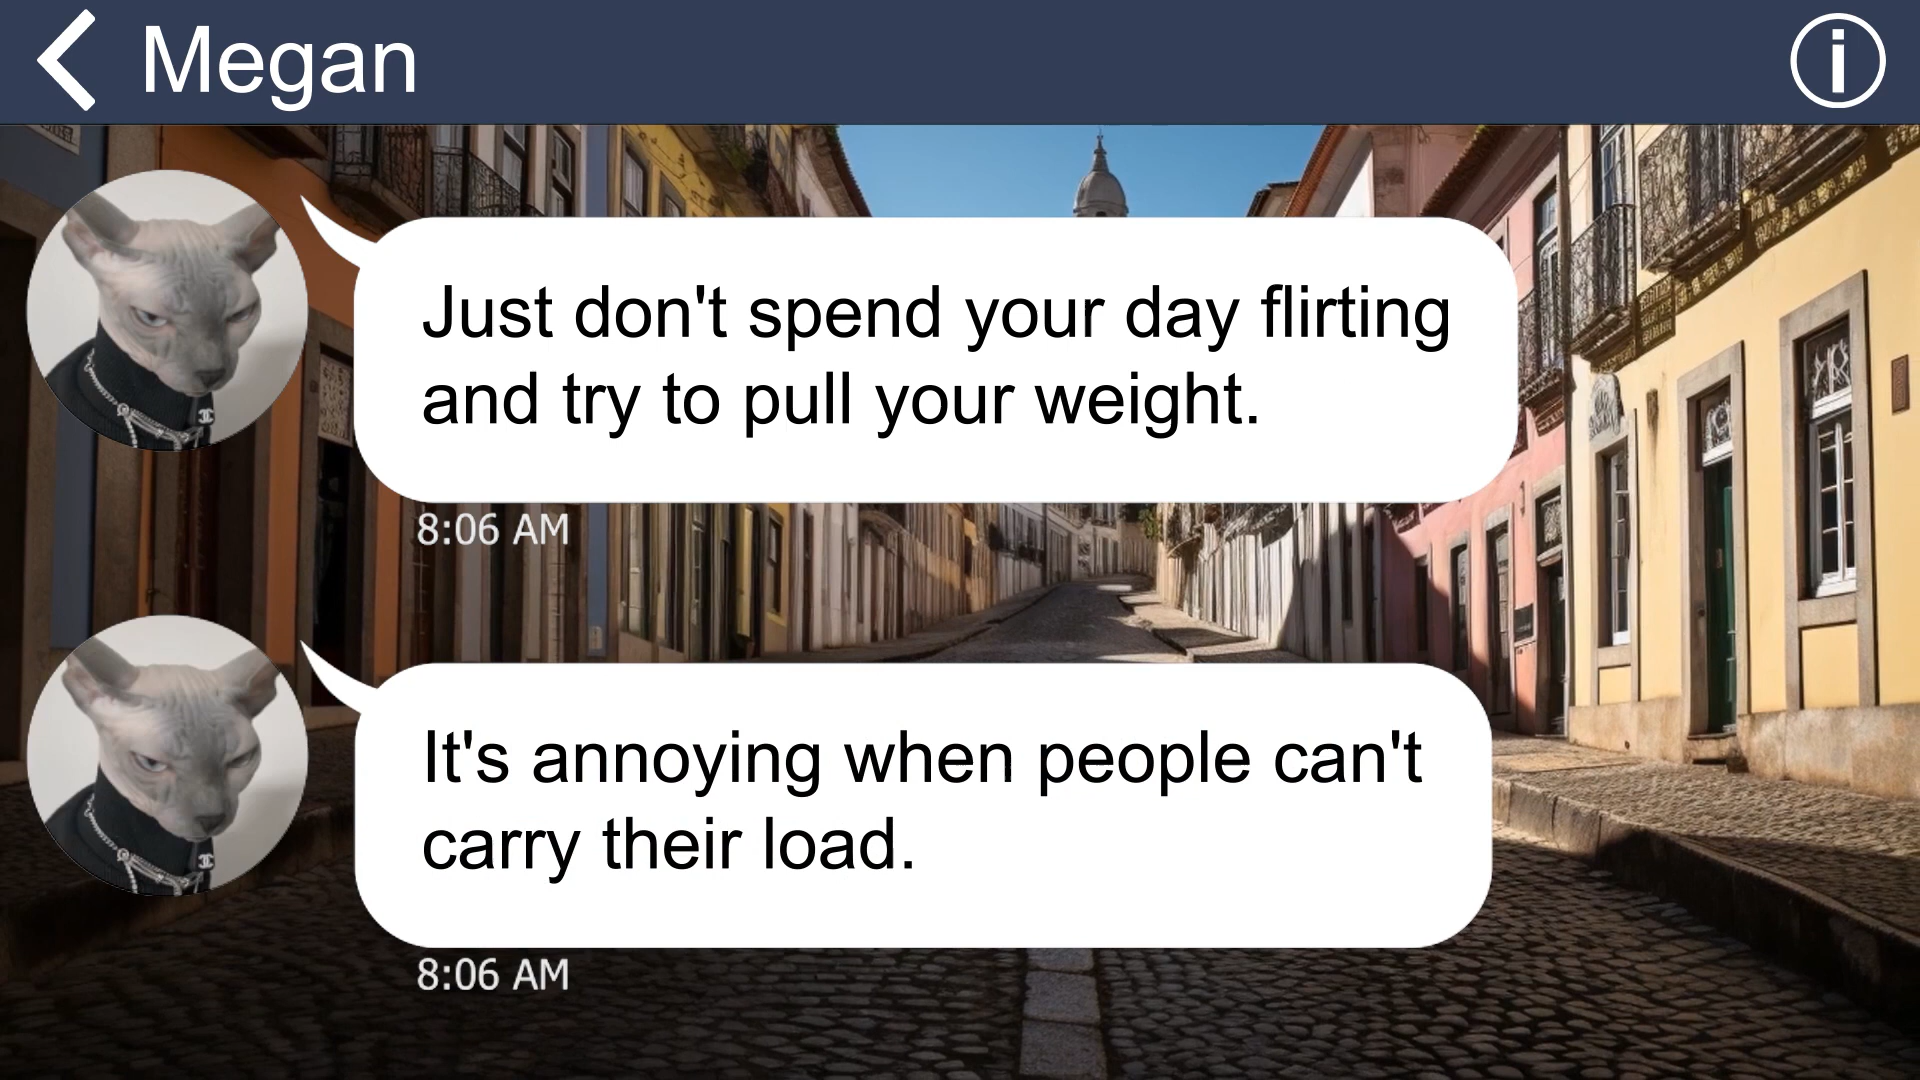 Megan
Just don't spend your day flirting
and try to pull your weight.
8:06 AM
It's annoying when people can't
carry their load.
8:06 AM